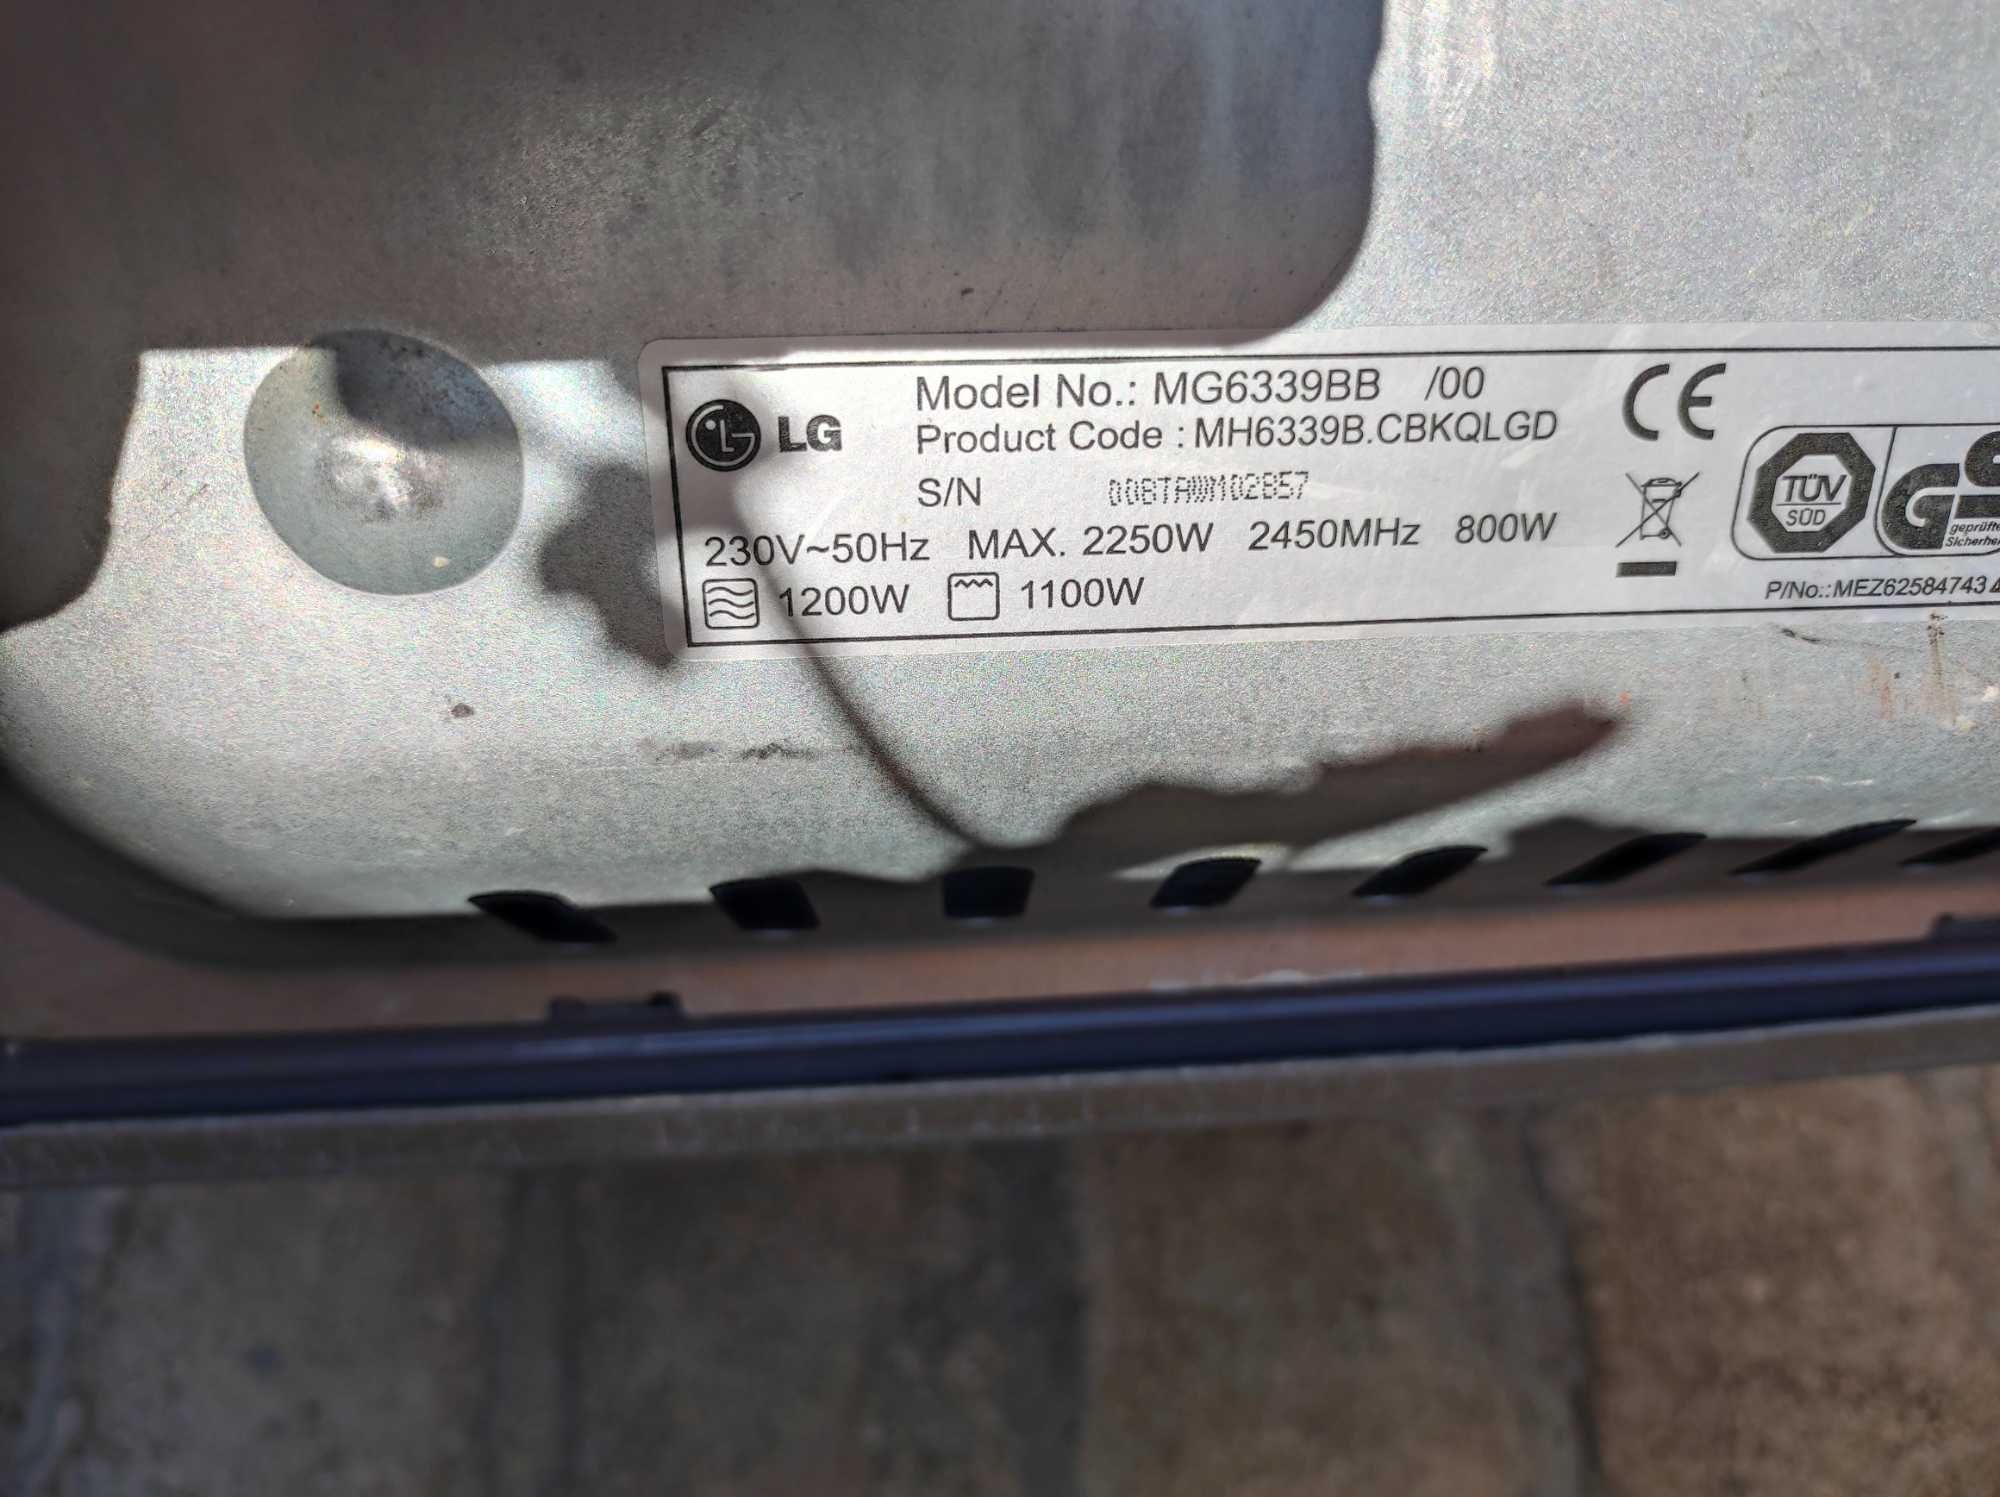 LG
Model No.: MG6339BB /00
Product Code : MH6339B.CBKQLGD
S/N
230V~50Hz MAX. 2250W 2450MHz 800W
1200W 1100W
CE
TÜV
SÜD
GS
P/No.:MEZ62584743